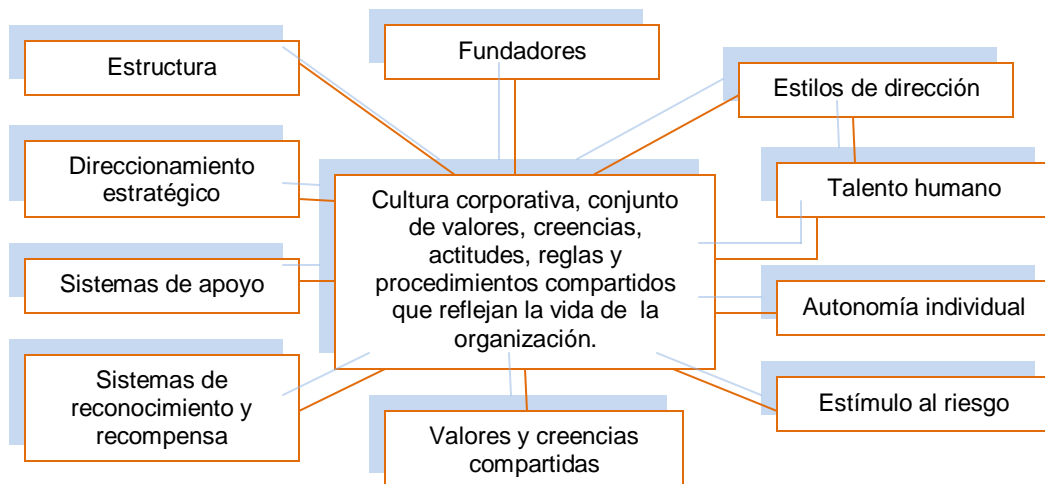 Estructura
Fundadores
Estilos de dirección
Direccionamiento
estratégico
Talento humano
Cultura corporativa, conjunto
de valores, creencias,
actitudes, reglas y
procedimientos compartidos
que reflejan la vida de la
organización.
Sistemas de apoyo
Autonomía individual
Sistemas de
reconocimiento y
recompensa
Estímulo al riesgo
Valores y creencias
compartidas